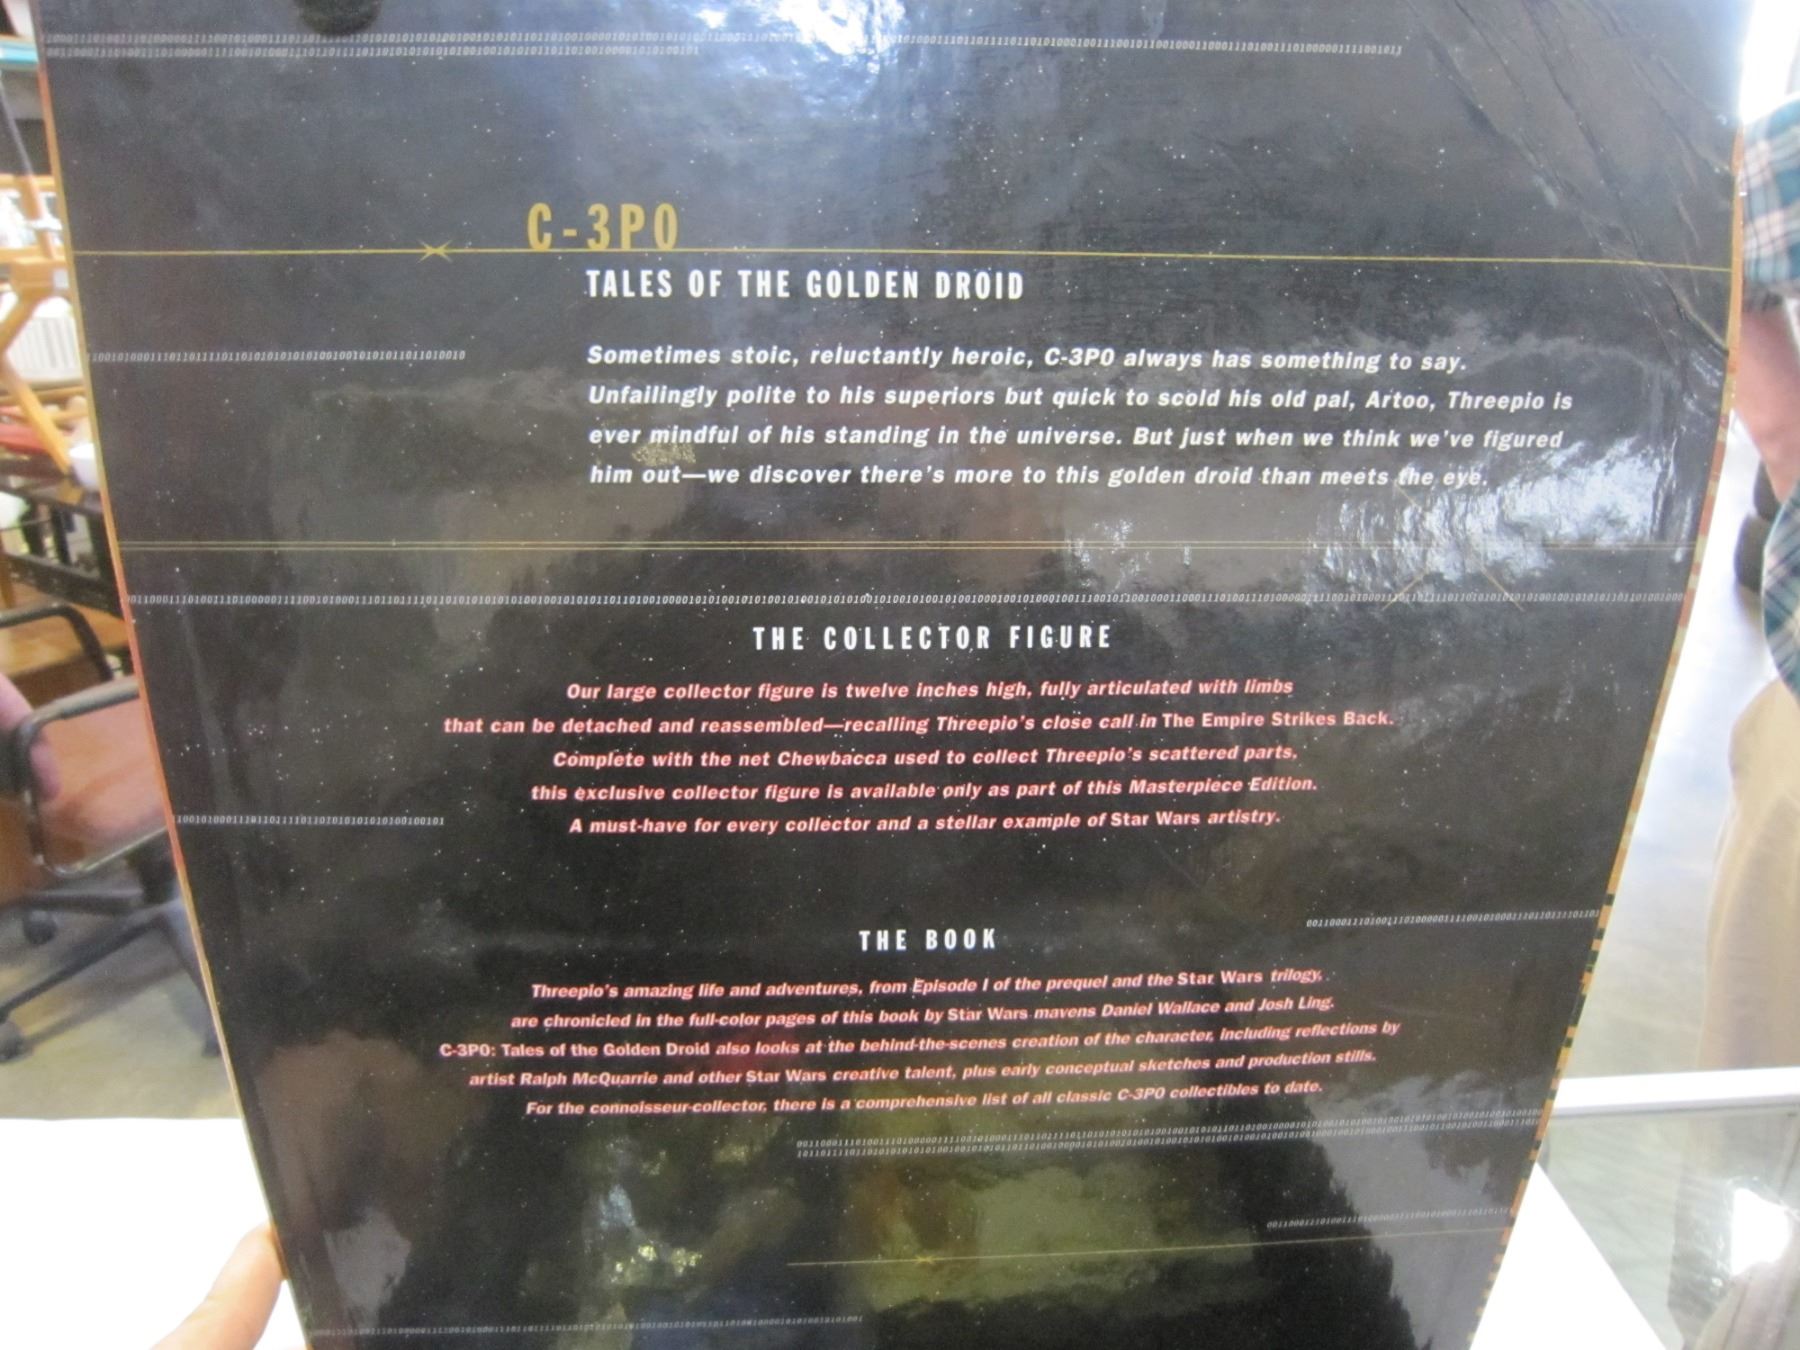 C-3PO
TALES OF THE GOLDEN DROID
Sometimes stoic, reluctantly heroic, C-3PO always has something to say.
Unfailingly polite to his superiors but quick to scold his old pal, Artoo, Threepio is
ever mindful of his standing in the universe. But just when we think we've figured
him out—we discover there's more to this golden droid than meets the eye.
THE COLLECTOR FIGURE
Our large collector figure is twelve inches high, fully articulated with limbs
that can be detached and reassembled—recalling Threepio's close call in The Empire Strikes Back.
Complete with the net Chewbacca used to collect Threepio's scattered parts,
this exclusive collector figure is available only as part of this Masterpiece Edition.
A must-have for every collector and a stellar example of Star Wars artistry.
THE BOOK
Threepio's amazing life and adventures, from Episode I of the prequel and the Star Wars trilogy,
are chronicled in the full-color pages of this book by Star Wars mavens Daniel Wallace and Josh Ling.
C-3PO: Tales of the Golden Droid also looks at the behind-the-scenes creation of the character, including reflections by
artist Ralph McQuarrie and other Star Wars creative talent, plus early conceptual sketches and production stills.
For the connoisseur-collector, there is a comprehensive list of all classic C-3PO collectibles to date.